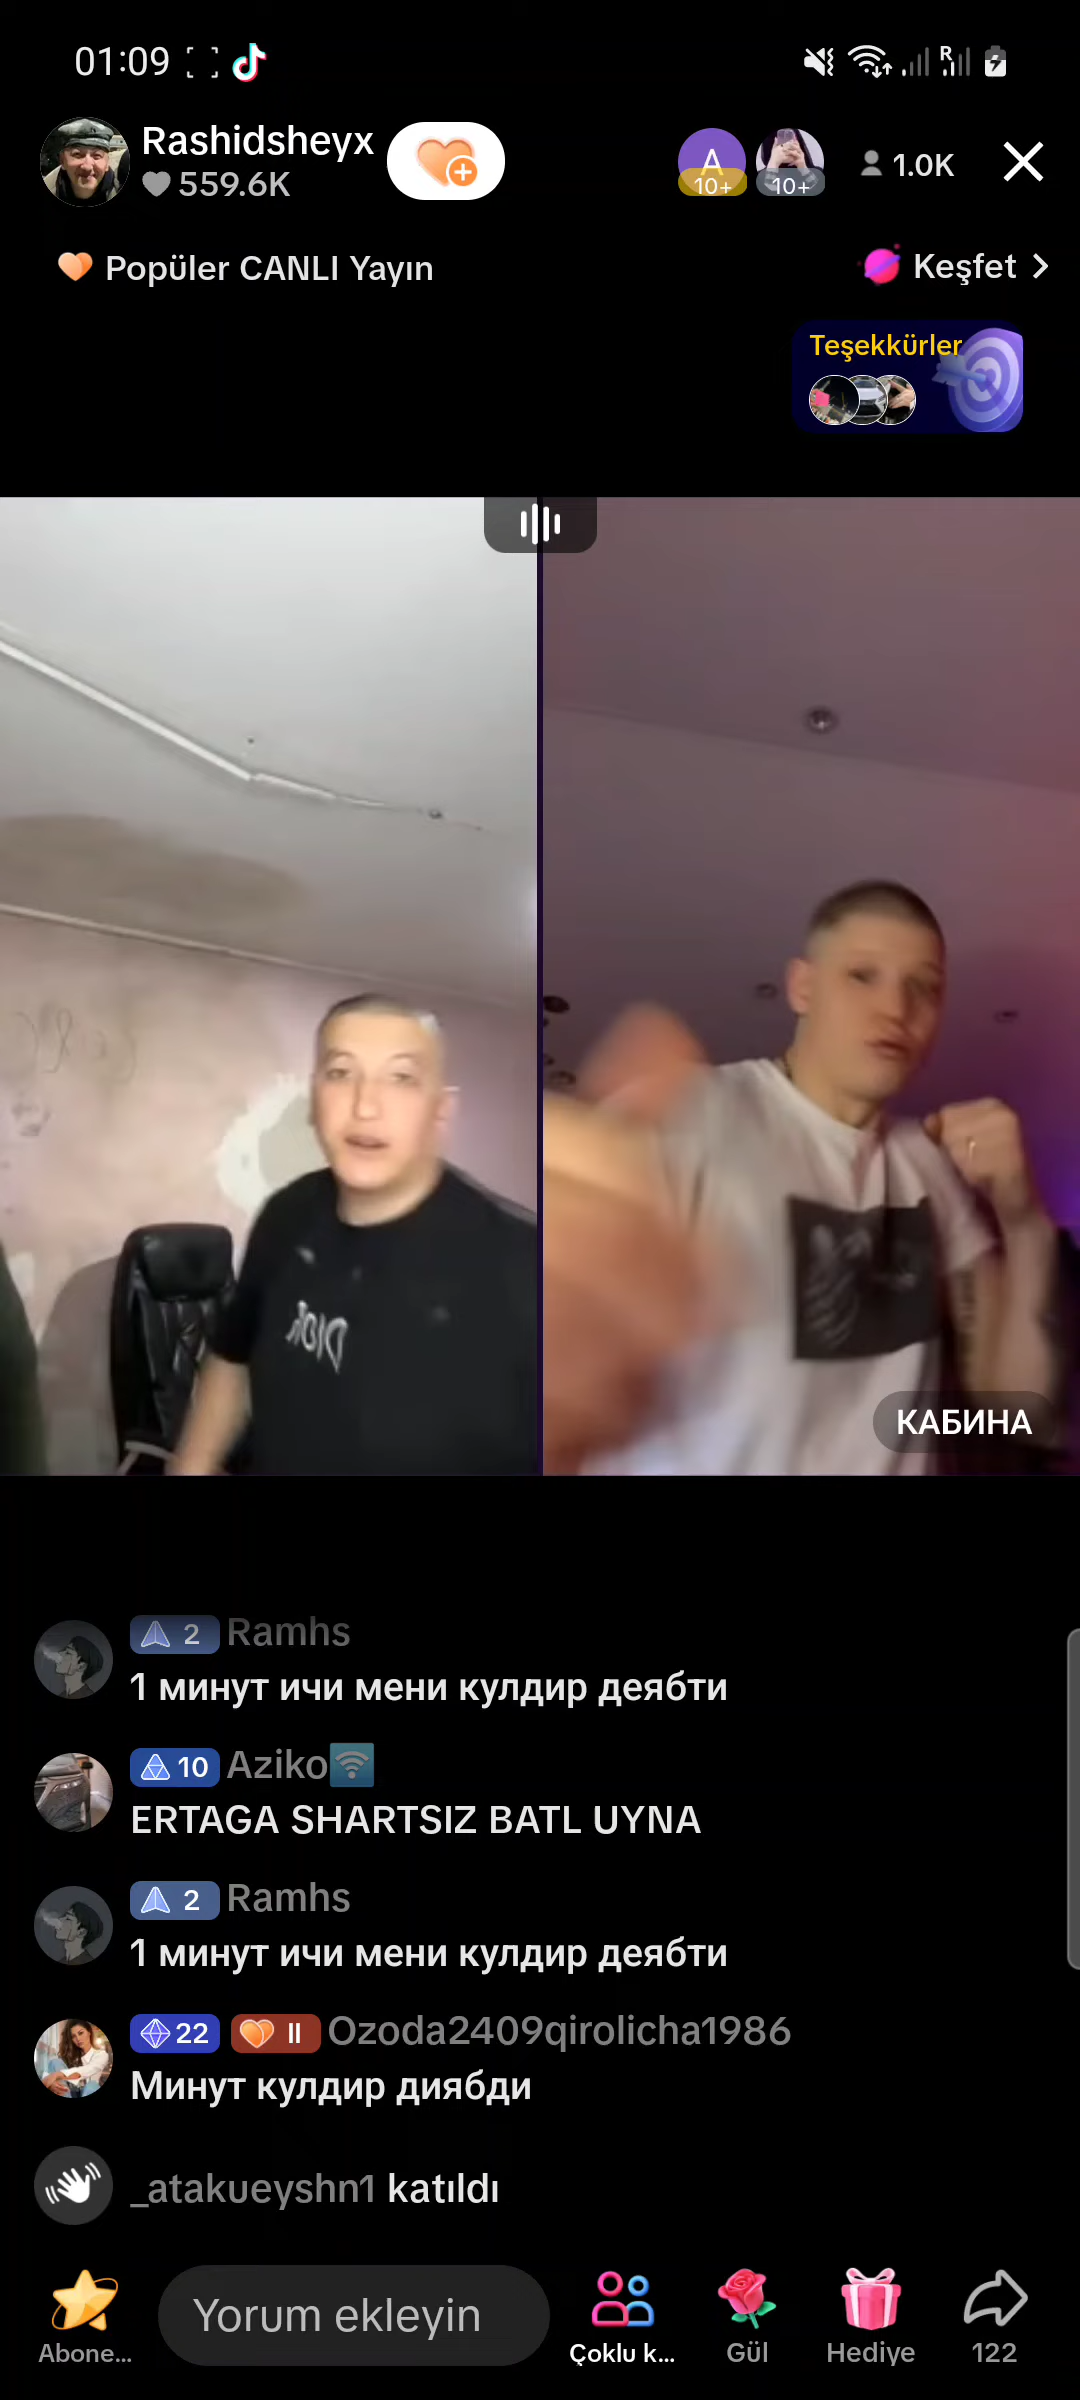 01:09
R
Rashidsheyx
559.6K
A
10+
10+
1.0K
Popüler CANLI Yayın
Keşfet
Teşekkürler
DIOR
КАБИНА
2 Ramhs
1 минут ичи мени кулдир деябти
10 Aziko
ERTAGA SHARTSIZ BATL UYNA
2 Ramhs
1 минут ичи мени кулдир деябти
22 II Ozoda2409qirolicha1986
Минут кулдир диябди
_atakueyshn1 katıldı
Yorum ekleyin
Abone...
Çoklu k...
Gül
Hediye
122